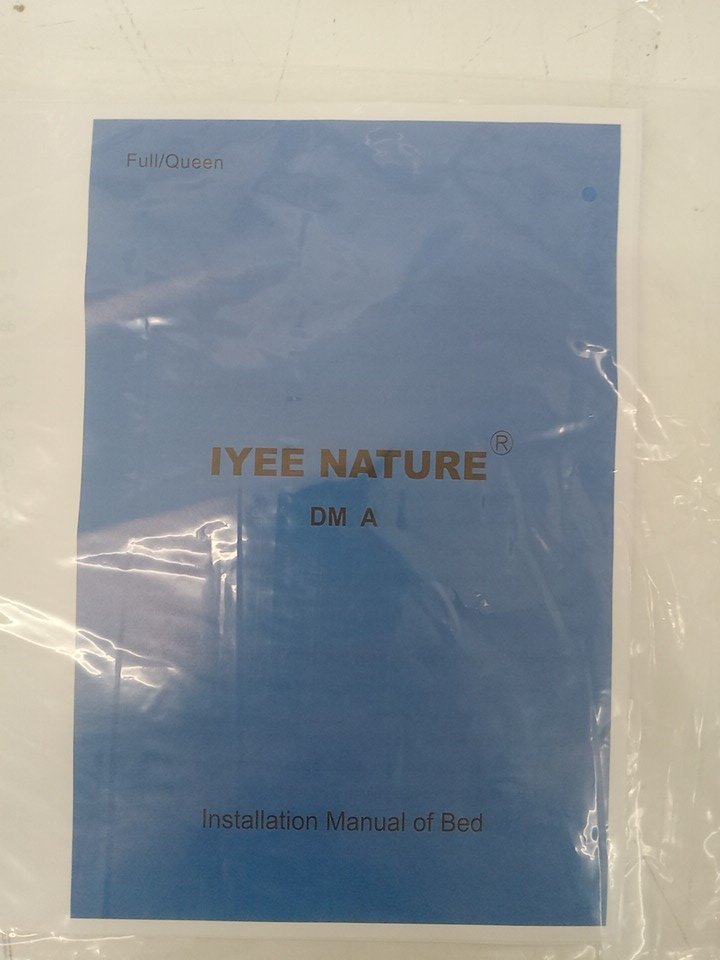 Full/Queen
IYEE NATURE®
DM A
Installation Manual of Bed